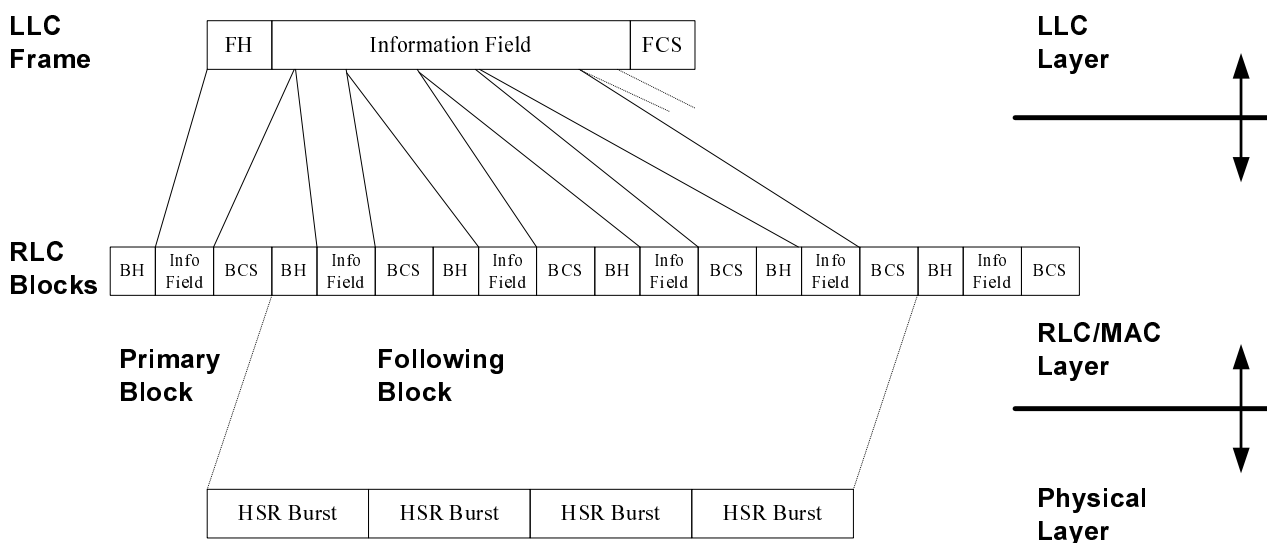 LLC
Frame
FH
Information Field
FCS
LLC
Layer
RLC
Blocks
BH
Info
Field
BCS
BH
Info
Field
BCS
BH
Info
Field
BCS
BH
Info
Field
BCS
BH
Info
Field
BCS
BH
Info
Field
BCS
Primary
Block
Following
Block
RLC/MAC
Layer
HSR Burst
HSR Burst
HSR Burst
HSR Burst
Physical
Layer